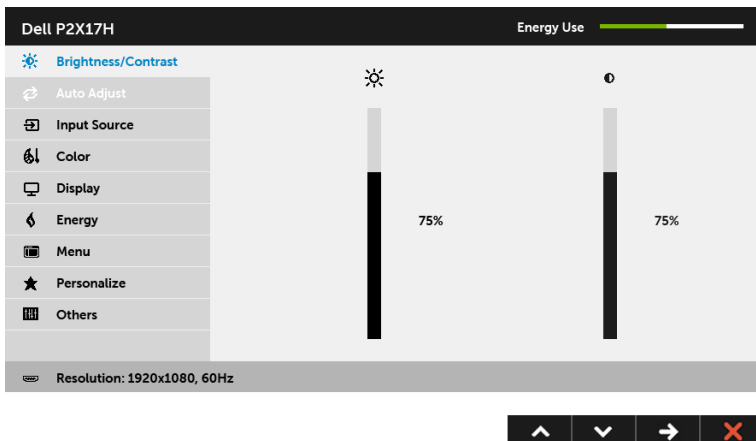 Dell P2X17H
Energy Use
Brightness/Contrast
Auto Adjust
Input Source
Color
Display
Energy
75%
75%
Menu
Personalize
Others
Resolution: 1920x1080, 60Hz